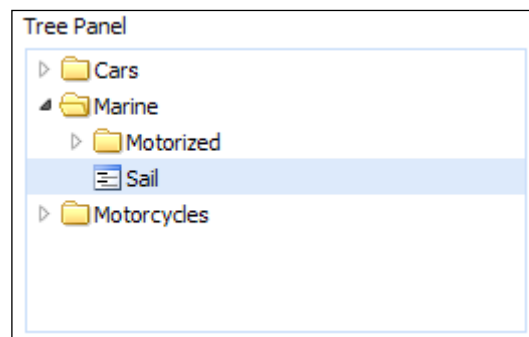 Tree Panel
Cars
Marine
Motorized
Sail
Motorcycles